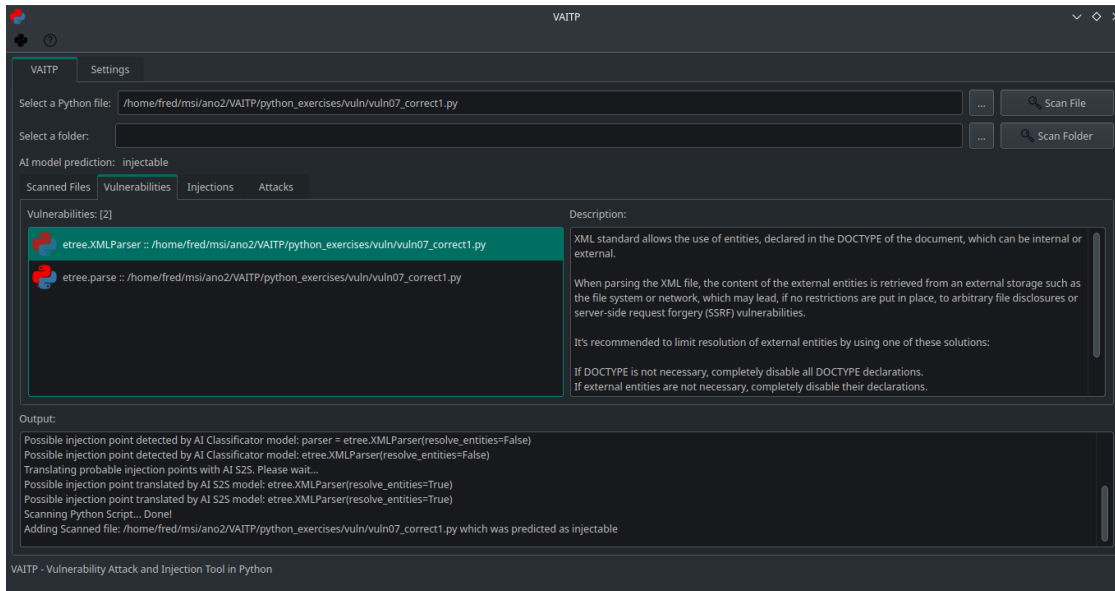 VAITP
VAITP Settings
Select a Python file: /home/fred/msi/ano2/VAITP/python_exercises/vuln/vuln07_correct1.py ... Scan File
Select a folder: ... Scan Folder
AI model prediction: injectable
Scanned Files Vulnerabilities Injections Attacks
Vulnerabilities: [2]
etree.XMLParser :: /home/fred/msi/ano2/VAITP/python_exercises/vuln/vuln07_correct1.py
etree.parse :: /home/fred/msi/ano2/VAITP/python_exercises/vuln/vuln07_correct1.py
Description:
XML standard allows the use of entities, declared in the DOCTYPE of the document, which can be internal or
external.
When parsing the XML file, the content of the external entities is retrieved from an external storage such as
the file system or network, which may lead, if no restrictions are put in place, to arbitrary file disclosures or
server-side request forgery (SSRF) vulnerabilities.
It's recommended to limit resolution of external entities by using one of these solutions:
If DOCTYPE is not necessary, completely disable all DOCTYPE declarations.
If external entities are not necessary, completely disable their declarations.
Output:
Possible injection point detected by AI Classificator model: parser = etree.XMLParser(resolve_entities=False)
Possible injection point detected by AI Classificator model: etree.XMLParser(resolve_entities=False)
Translating probable injection points with AI S2S. Please wait...
Possible injection point translated by AI S2S model: etree.XMLParser(resolve_entities=True)
Possible injection point translated by AI S2S model: etree.XMLParser(resolve_entities=True)
Scanning Python Script... Done!
Adding Scanned file: /home/fred/msi/ano2/VAITP/python_exercises/vuln/vuln07_correct1.py which was predicted as injectable
VAITP - Vulnerability Attack and Injection Tool in Python